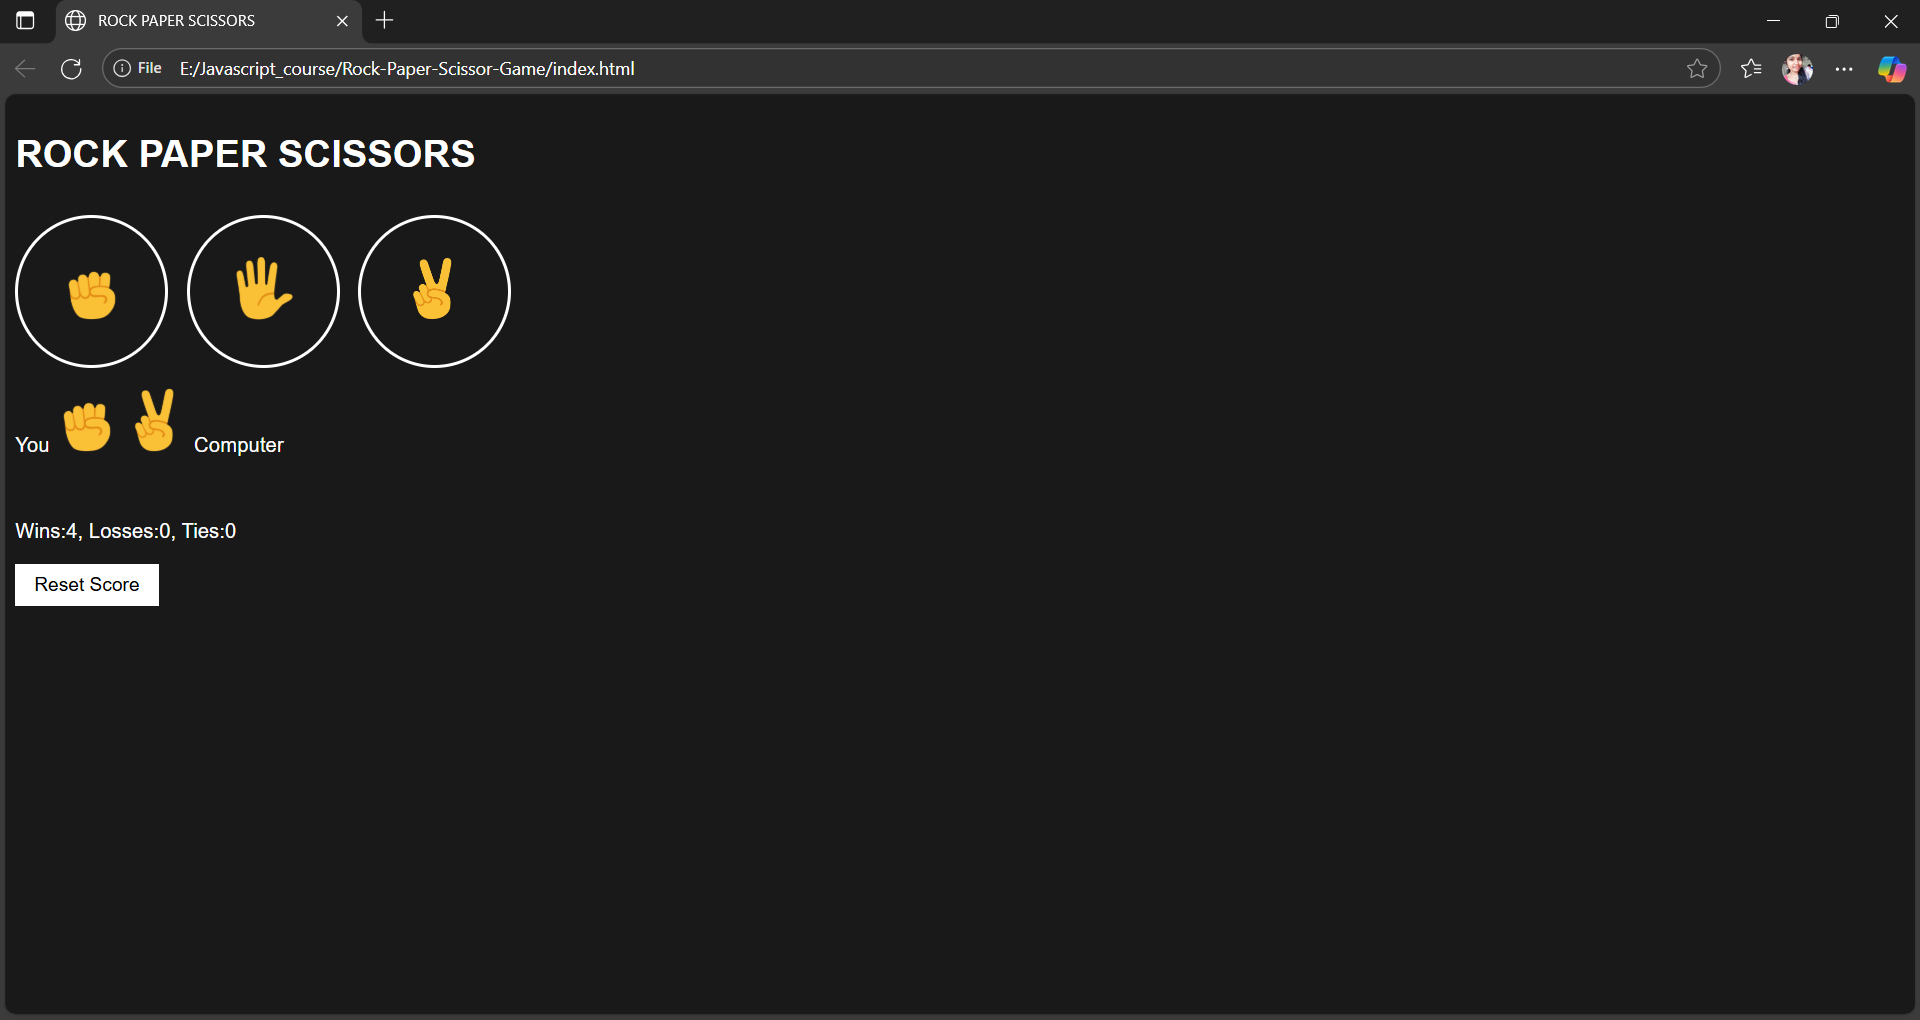 ROCK PAPER SCISSORS
File E:/Javascript_course/Rock-Paper-Scissor-Game/index.html
ROCK PAPER SCISSORS
You Computer
Wins:4, Losses:0, Ties:0
Reset Score